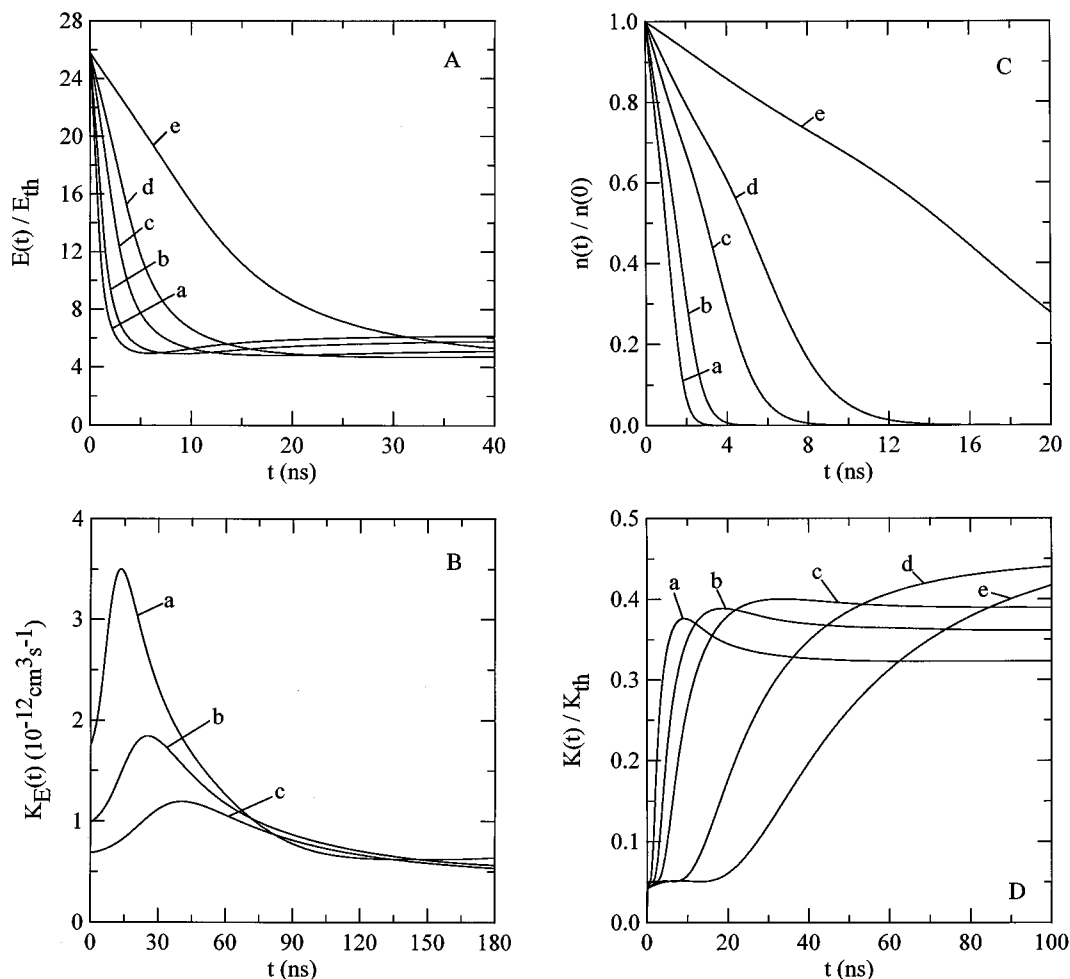 28
24
20
16
12
8
4
0
E(t) / E_th
A
e
d
c
b
a
0
10
20
30
40
t (ns)
1.0
0.8
0.6
0.4
0.2
0.0
n(t) / n(0)
C
e
d
c
b
a
0
4
8
12
16
20
t (ns)
4
3
2
1
0
K_E(t) (10^-12 cm^3 s^-1)
B
a
b
c
0
30
60
90
120
150
180
t (ns)
0.5
0.4
0.3
0.2
0.1
0.0
K(t) / K_th
a
b
c
d
e
D
0
20
40
60
80
100
t (ns)